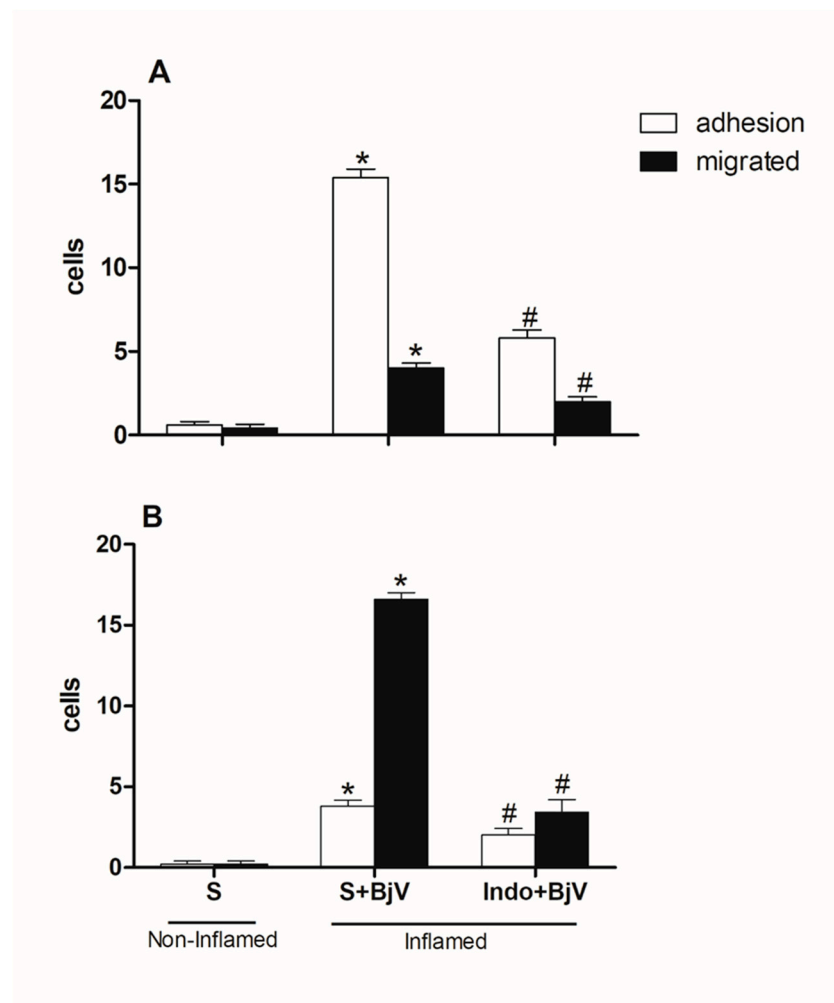 A
20
15
10
5
0
cells
adhesion
migrated
*
*
#
#
B
20
15
10
5
0
cells
*
*
#
#
S S+BjV Indo+BjV
Non-Inflamed Inflamed